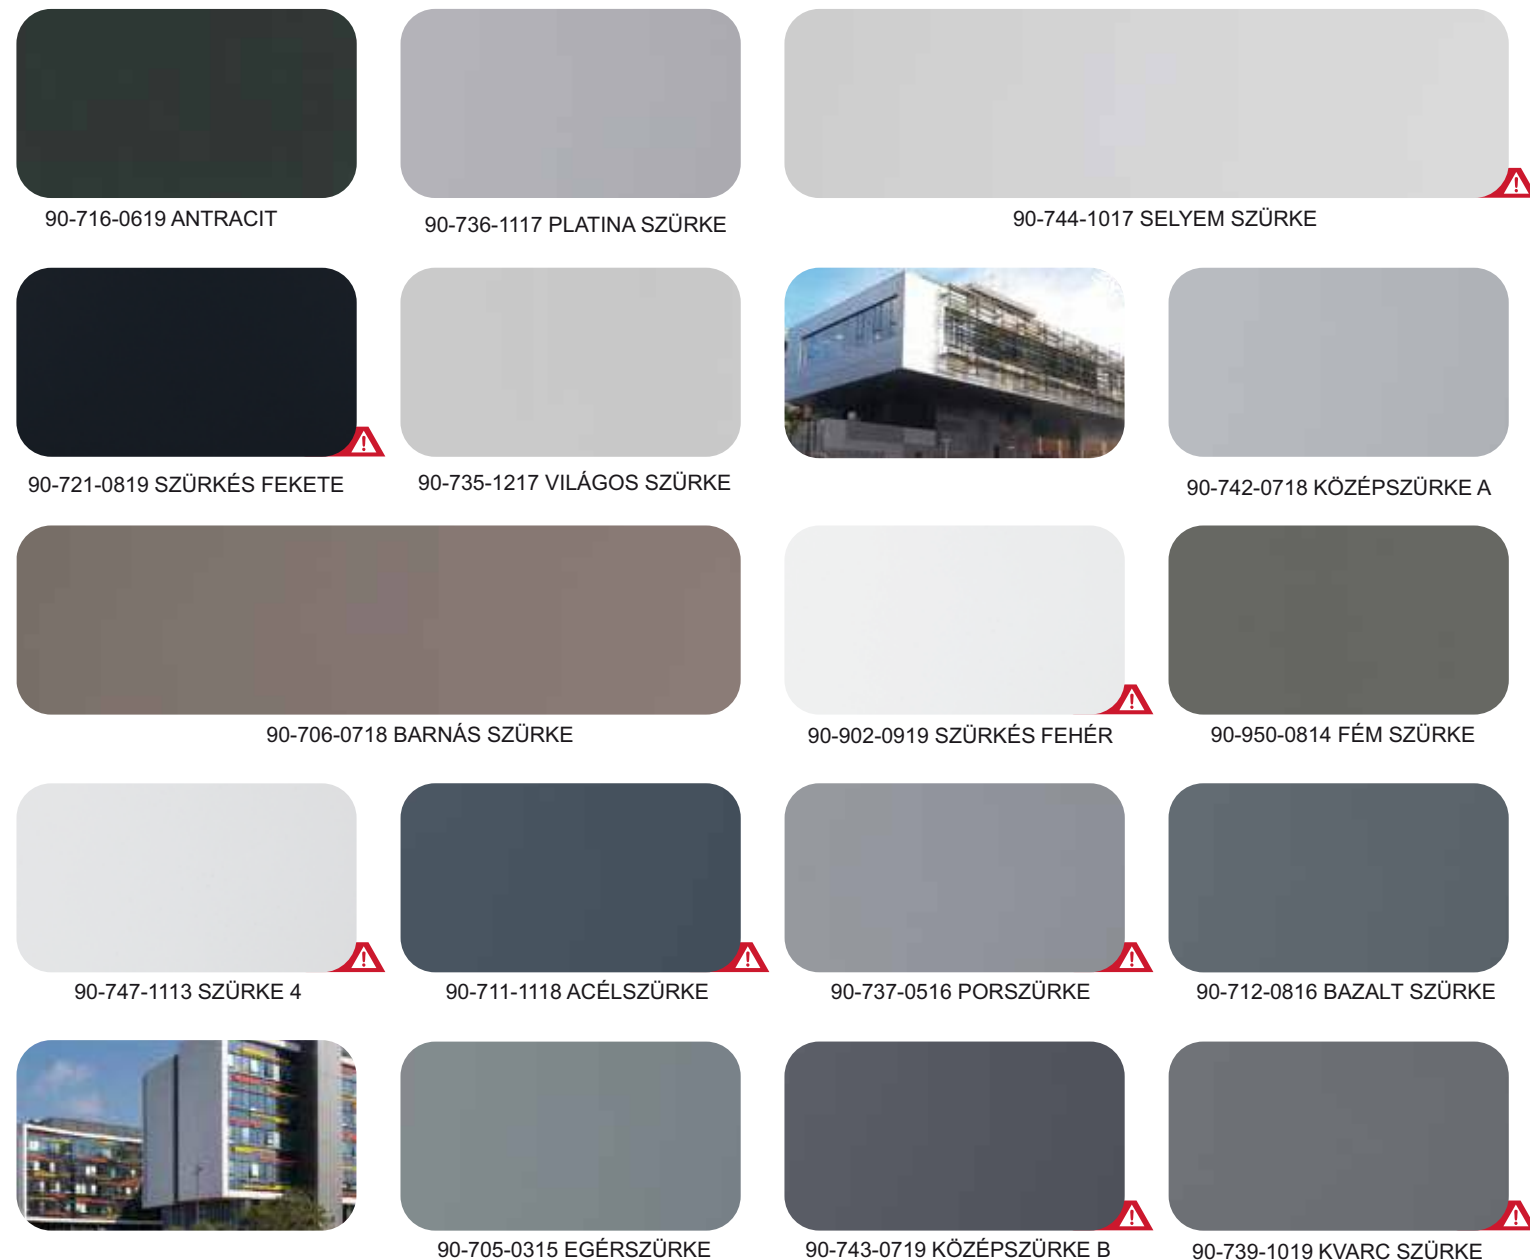 90-716-0619 ANTRACIT
90-736-1117 PLATINA SZÜRKE
90-744-1017 SELYEM SZÜRKE
90-721-0819 SZÜRKÉS FEKETE
90-735-1217 VILÁGOS SZÜRKE
90-742-0718 KÖZÉPSZÜRKE A
90-706-0718 BARNÁS SZÜRKE
90-902-0919 SZÜRKÉS FEHÉR
90-950-0814 FÉM SZÜRKE
90-747-1113 SZÜRKE 4
90-711-1118 ACÉLSZÜRKE
90-737-0516 PORSZÜRKE
90-712-0816 BAZALT SZÜRKE
90-705-0315 EGÉRSZÜRKE
90-743-0719 KÖZÉPSZÜRKE B
90-739-1019 KVARC SZÜRKE